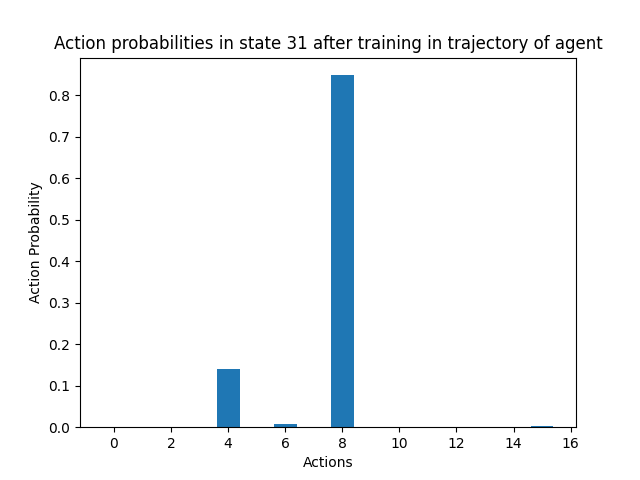 Action probabilities in state 31 after training in trajectory of agent
0.8
0.7
0.6
0.5
0.4
0.3
0.2
0.1
0.0
Action Probability
0 2 4 6 8 10 12 14 16
Actions